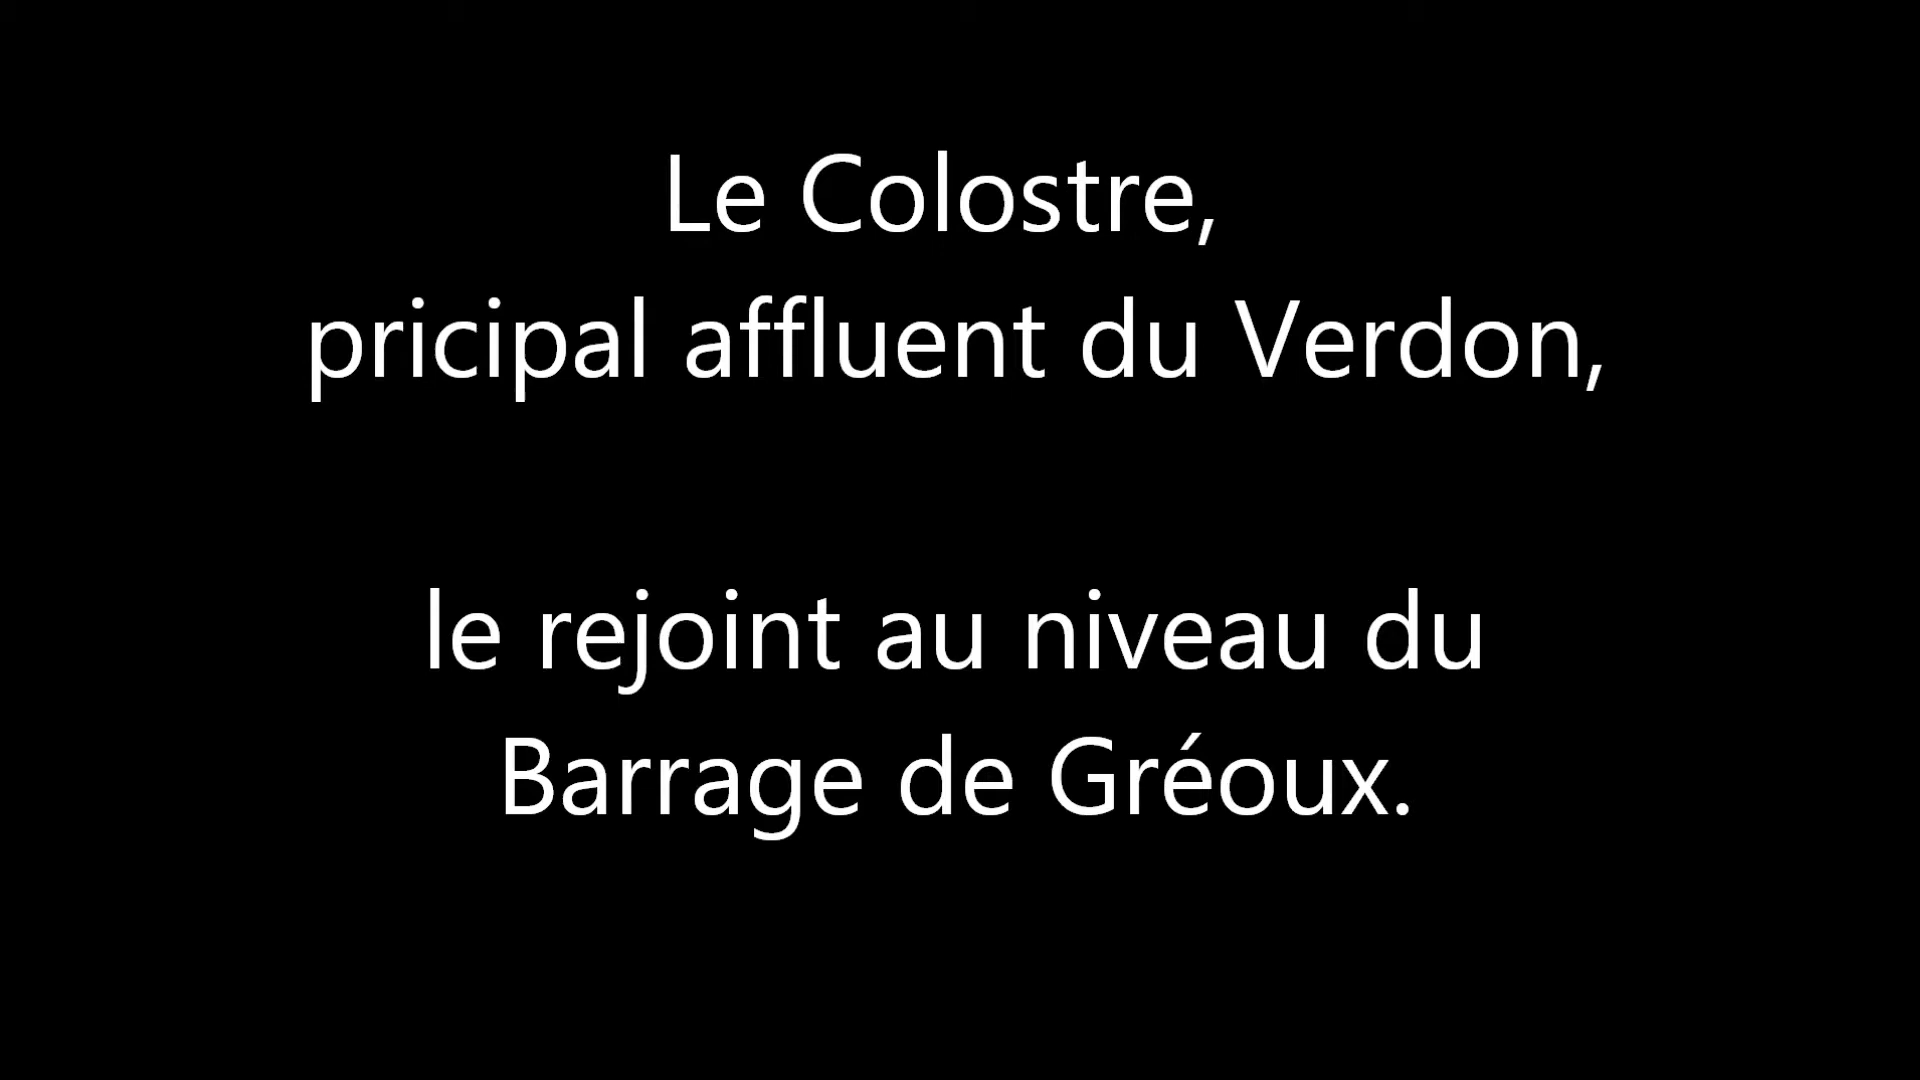 Le Colostre,
pricipal affluent du Verdon,
le rejoint au niveau du
Barrage de Gréoux.